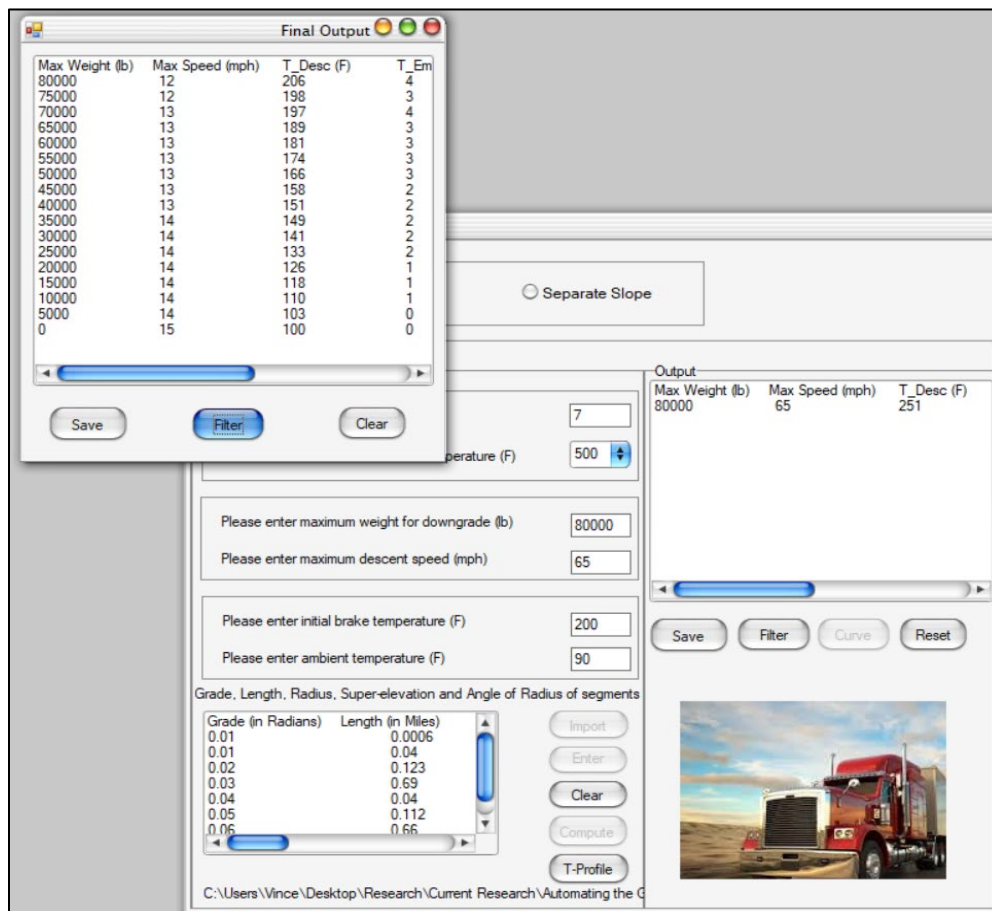 Final Output
Max Weight (lb) Max Speed (mph) T_Desc (F) T_Em
80000 12 206 4
75000 12 198 3
70000 13 197 4
65000 13 189 3
60000 13 181 3
55000 13 174 3
50000 13 166 3
45000 13 158 2
40000 13 151 2
35000 14 149 2
30000 14 141 2
25000 14 133 2
20000 14 126 1
15000 14 118 1
10000 14 110 1
5000 14 103 0
0 15 100 0
Save Filter Clear
Separate Slope
7
perature (F) 500
Please enter maximum weight for downgrade (lb) 80000
Please enter maximum descent speed (mph) 65
Please enter initial brake temperature (F) 200
Please enter ambient temperature (F) 90
Grade, Length, Radius, Super-elevation and Angle of Radius of segments
Grade (in Radians) Length (in Miles)
0.01 0.0006
0.01 0.04
0.02 0.123
0.03 0.69
0.04 0.04
0.05 0.112
0.06 0.66
Import
Enter
Clear
Compute
T-Profile
C:\Users\Vince\Desktop\Research\Current Research\Automating the G
Output
Max Weight (lb) Max Speed (mph) T_Desc (F)
80000 65 251
Save Filter Curve Reset